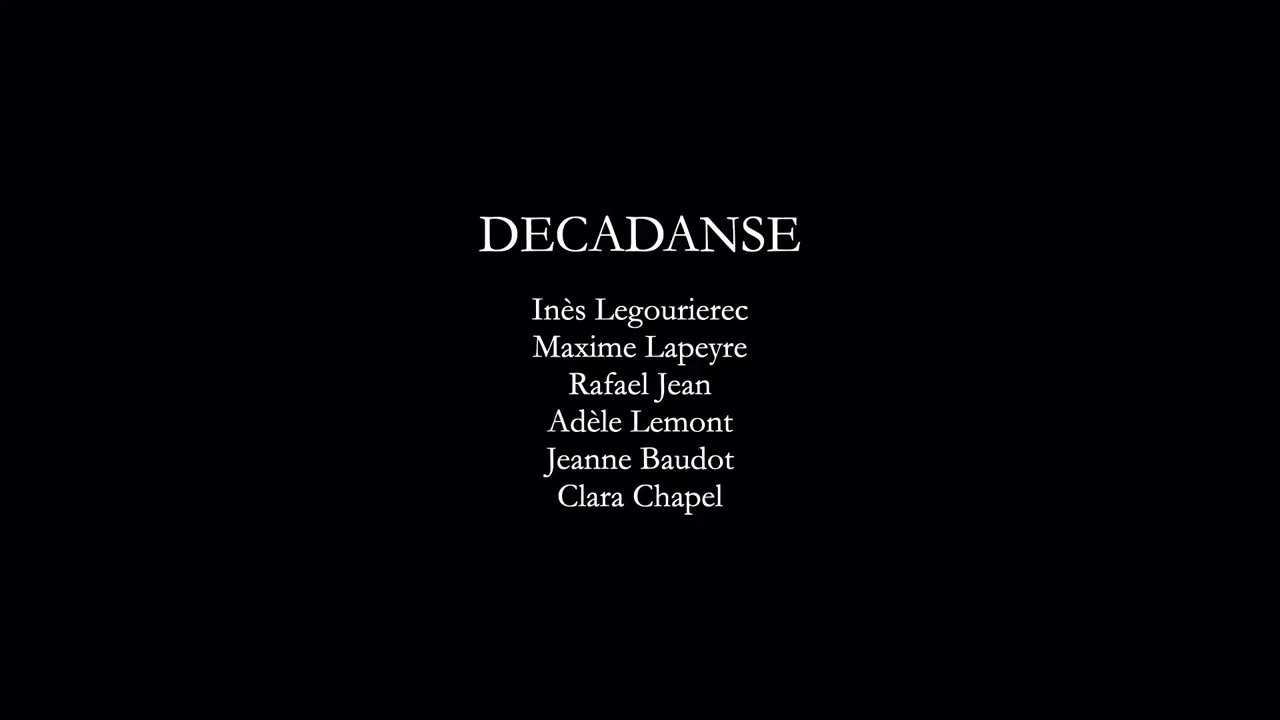 DECADANSE
Inès Legourierec
Maxime Lapeyre
Rafael Jean
Adèle Lemont
Jeanne Baudot
Clara Chapel